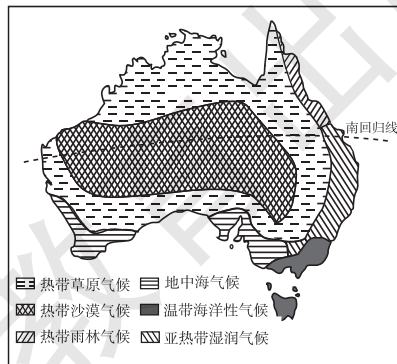 南回归线
热带草原气候 地中海气候
热带沙漠气候 温带海洋性气候
热带雨林气候 亚热带湿润气候